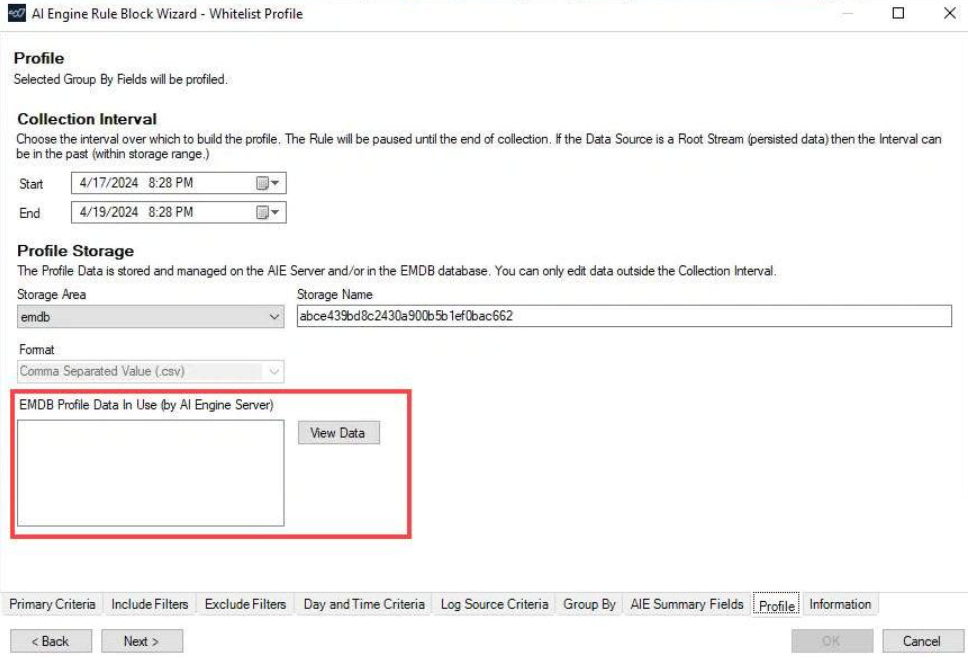 AI Engine Rule Block Wizard - Whitelist Profile
Profile
Selected Group By Fields will be profiled.
Collection Interval
Choose the interval over which to build the profile. The Rule will be paused until the end of collection. If the Data Source is a Root Stream (persisted data) then the Interval can
be in the past (within storage range.)
Start 4/17/2024 8:28 PM
End 4/19/2024 8:28 PM
Profile Storage
The Profile Data is stored and managed on the AIE Server and/or in the EMDB database. You can only edit data outside the Collection Interval.
Storage Area Storage Name
emdb abce439bd8c2430a900b5b1ef0bac662
Format
Comma Separated Value (.csv)
EMDB Profile Data In Use (by AI Engine Server)
View Data
Primary Criteria Include Filters Exclude Filters Day and Time Criteria Log Source Criteria Group By AIE Summary Fields Profile Information
< Back Next > OK Cancel